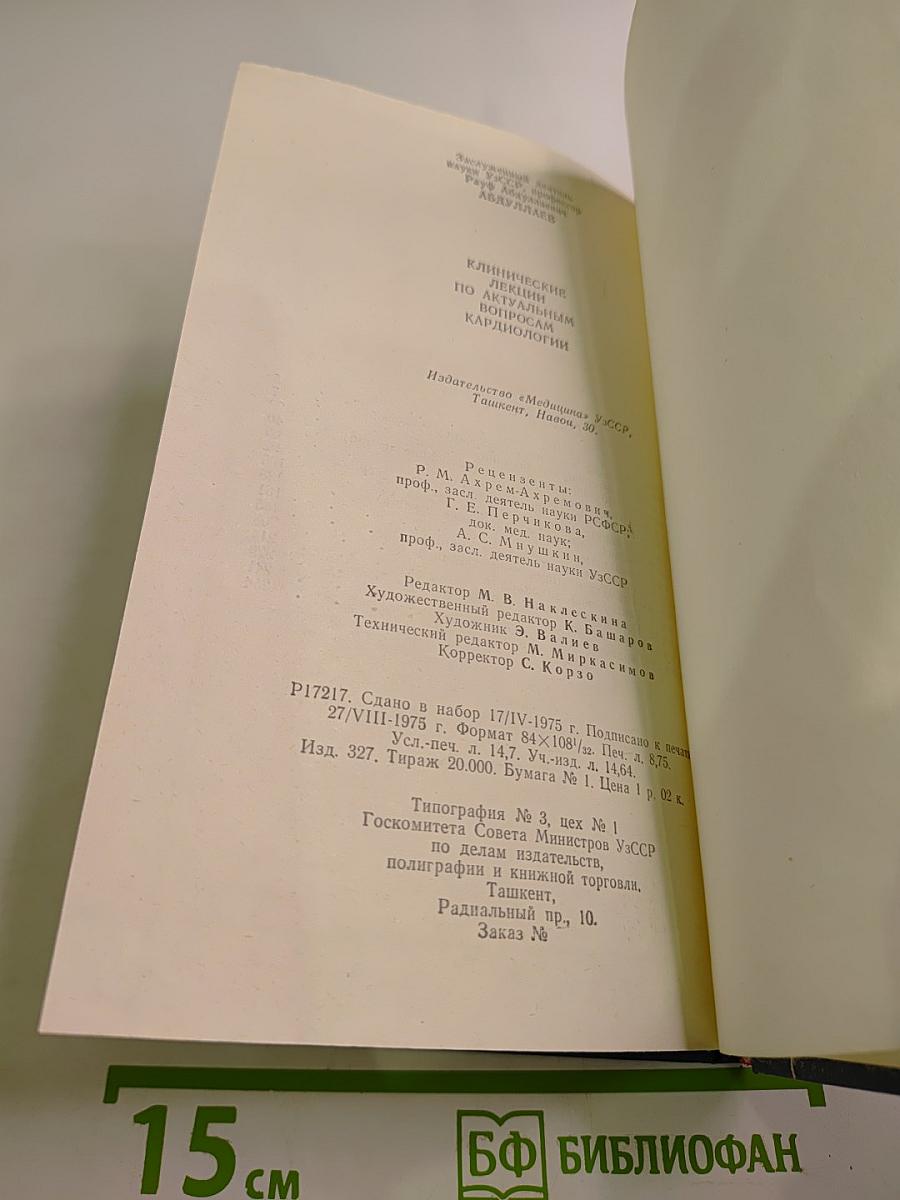 Заслуженный деятель
науки УзССР, профессор
Рауф Абдуллаевич
АБДУЛЛАЕВ
КЛИНИЧЕСКИЕ
ЛЕКЦИИ
ПО АКТУАЛЬНЫМ
ВОПРОСАМ
КАРДИОЛОГИИ
Издательство «Медицина» УзССР,
Ташкент, Навои, 30.
Рецензенты:
Р. М. Ахрем-Ахремович,
проф., засл. деятель науки РСФСР;
Г. Е. Перчикова,
док. мед. наук;
А. С. Мнушкин,
проф., засл. деятель науки УзССР
Редактор М. В. Наклескина
Художественный редактор К. Башаров
Художник Э. Валиев
Технический редактор М. Миркасимов
Корректор С. Корзо
Р17217. Сдано в набор 17/IV-1975 г. Подписано к печати
27/VIII-1975 г. Формат 84×108¹/₃₂. Печ. л. 8,75.
Усл.-печ. л. 14,7. Уч.-изд. л. 14,64.
Изд. 327. Тираж 20.000. Бумага № 1. Цена 1 р. 02 к.
Типография № 3, цех № 1
Госкомитета Совета Министров УзССР
по делам издательств,
полиграфии и книжной торговли.
Ташкент,
Радиальный пр., 10.
Заказ №
15 см
БФ БИБЛИОФАН